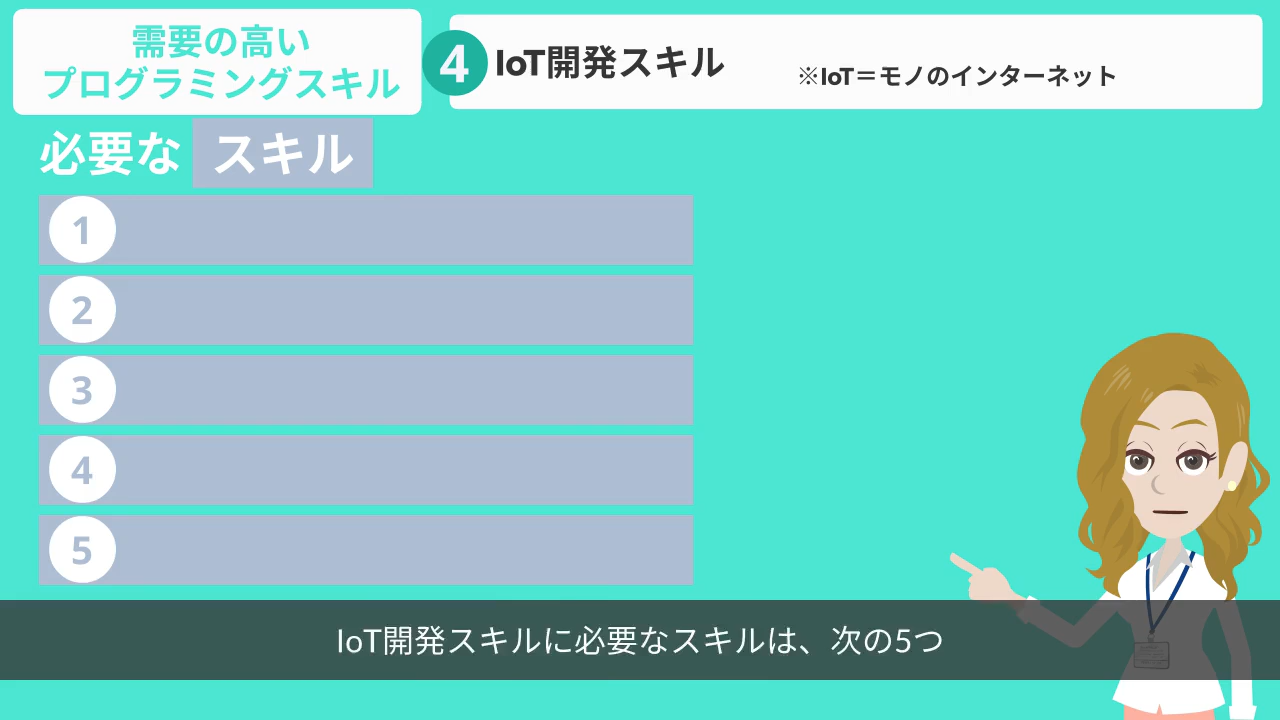 需要の高い
プログラミングスキル
4 IoT開発スキル ※IoT＝モノのインターネット
必要な スキル
1
2
3
4
5
IoT開発スキルに必要なスキルは、次の5つ